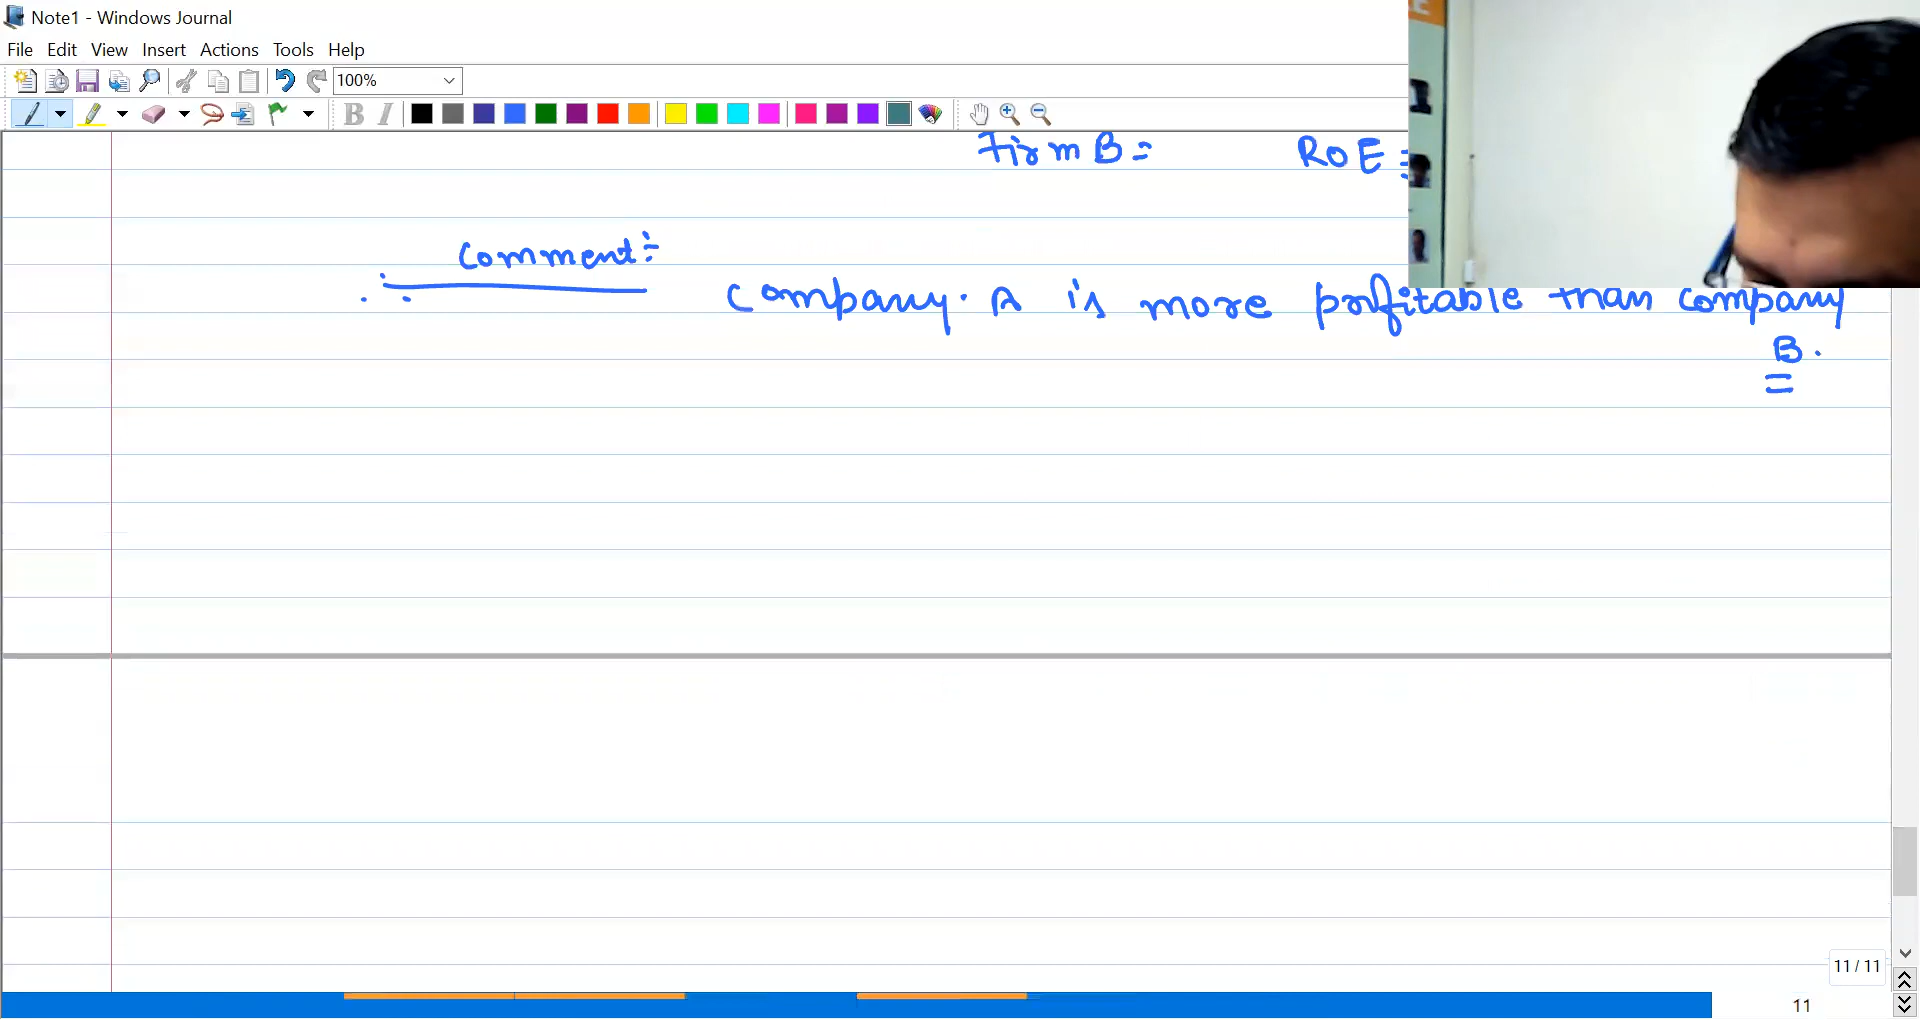 Note1 - Windows Journal
File Edit View Insert Actions Tools Help
100%
Firm B = ROE =
Comment :-
Company. A is more profitable than company
B.
11 / 11
11